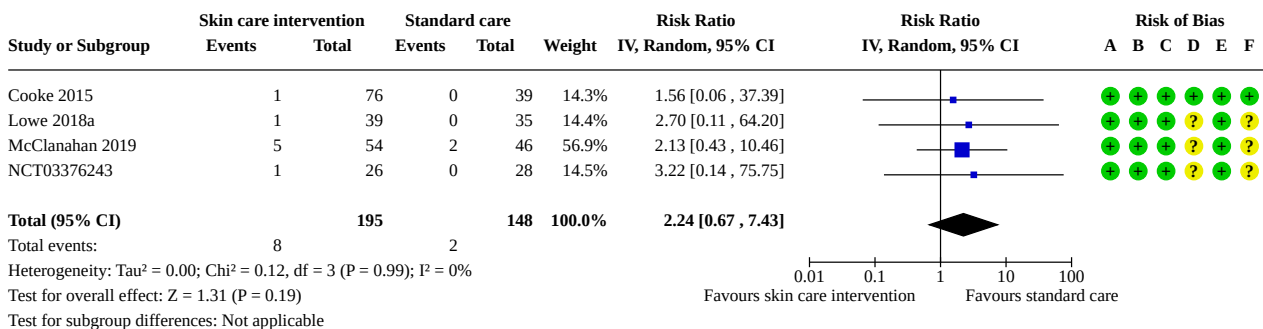 Skin care intervention Standard care Risk Ratio Risk Ratio Risk of Bias
Study or Subgroup Events Total Events Total Weight IV, Random, 95% CI IV, Random, 95% CI A B C D E F
Cooke 2015 1 76 0 39 14.3% 1.56 [0.06 , 37.39] + + + + + +
Lowe 2018a 1 39 0 35 14.4% 2.70 [0.11 , 64.20] + + + ? + ?
McClanahan 2019 5 54 2 46 56.9% 2.13 [0.43 , 10.46] + + + ? + ?
NCT03376243 1 26 0 28 14.5% 3.22 [0.14 , 75.75] + + + ? + ?
Total (95% CI) 195 148 100.0% 2.24 [0.67 , 7.43]
Total events: 8 2
Heterogeneity: Tau² = 0.00; Chi² = 0.12, df = 3 (P = 0.99); I² = 0%
0.01 0.1 1 10 100
Test for overall effect: Z = 1.31 (P = 0.19) Favours skin care intervention Favours standard care
Test for subgroup differences: Not applicable